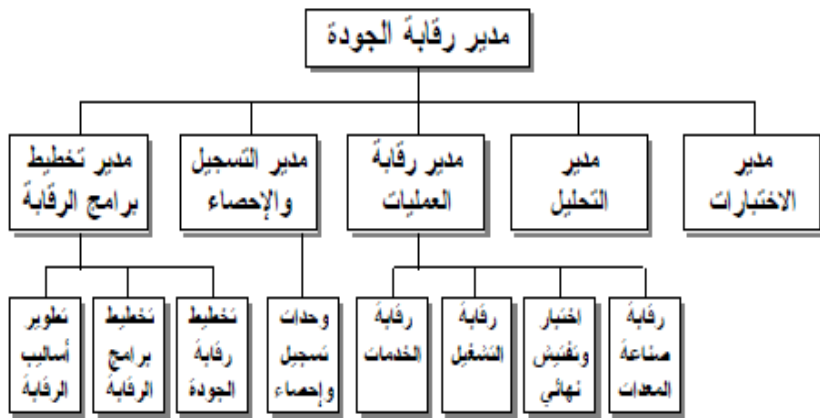 مدير رقابة الجودة
مدير
الاختبارات
مدير
التحليل
مدير رقابة
العمليات
مدير التسجيل
والإحصاء
مدير تخطيط
برامج الرقابة
رقابة
صناعة
المعدات
اختبار
وتفتيش
نهائي
رقابة
التشغيل
رقابة
الخدمات
وحدات
تسجيل
وإحصاء
تخطيط
رقابة
الجودة
تخطيط
برامج
الرقابة
تطوير
أساليب
الرقابة